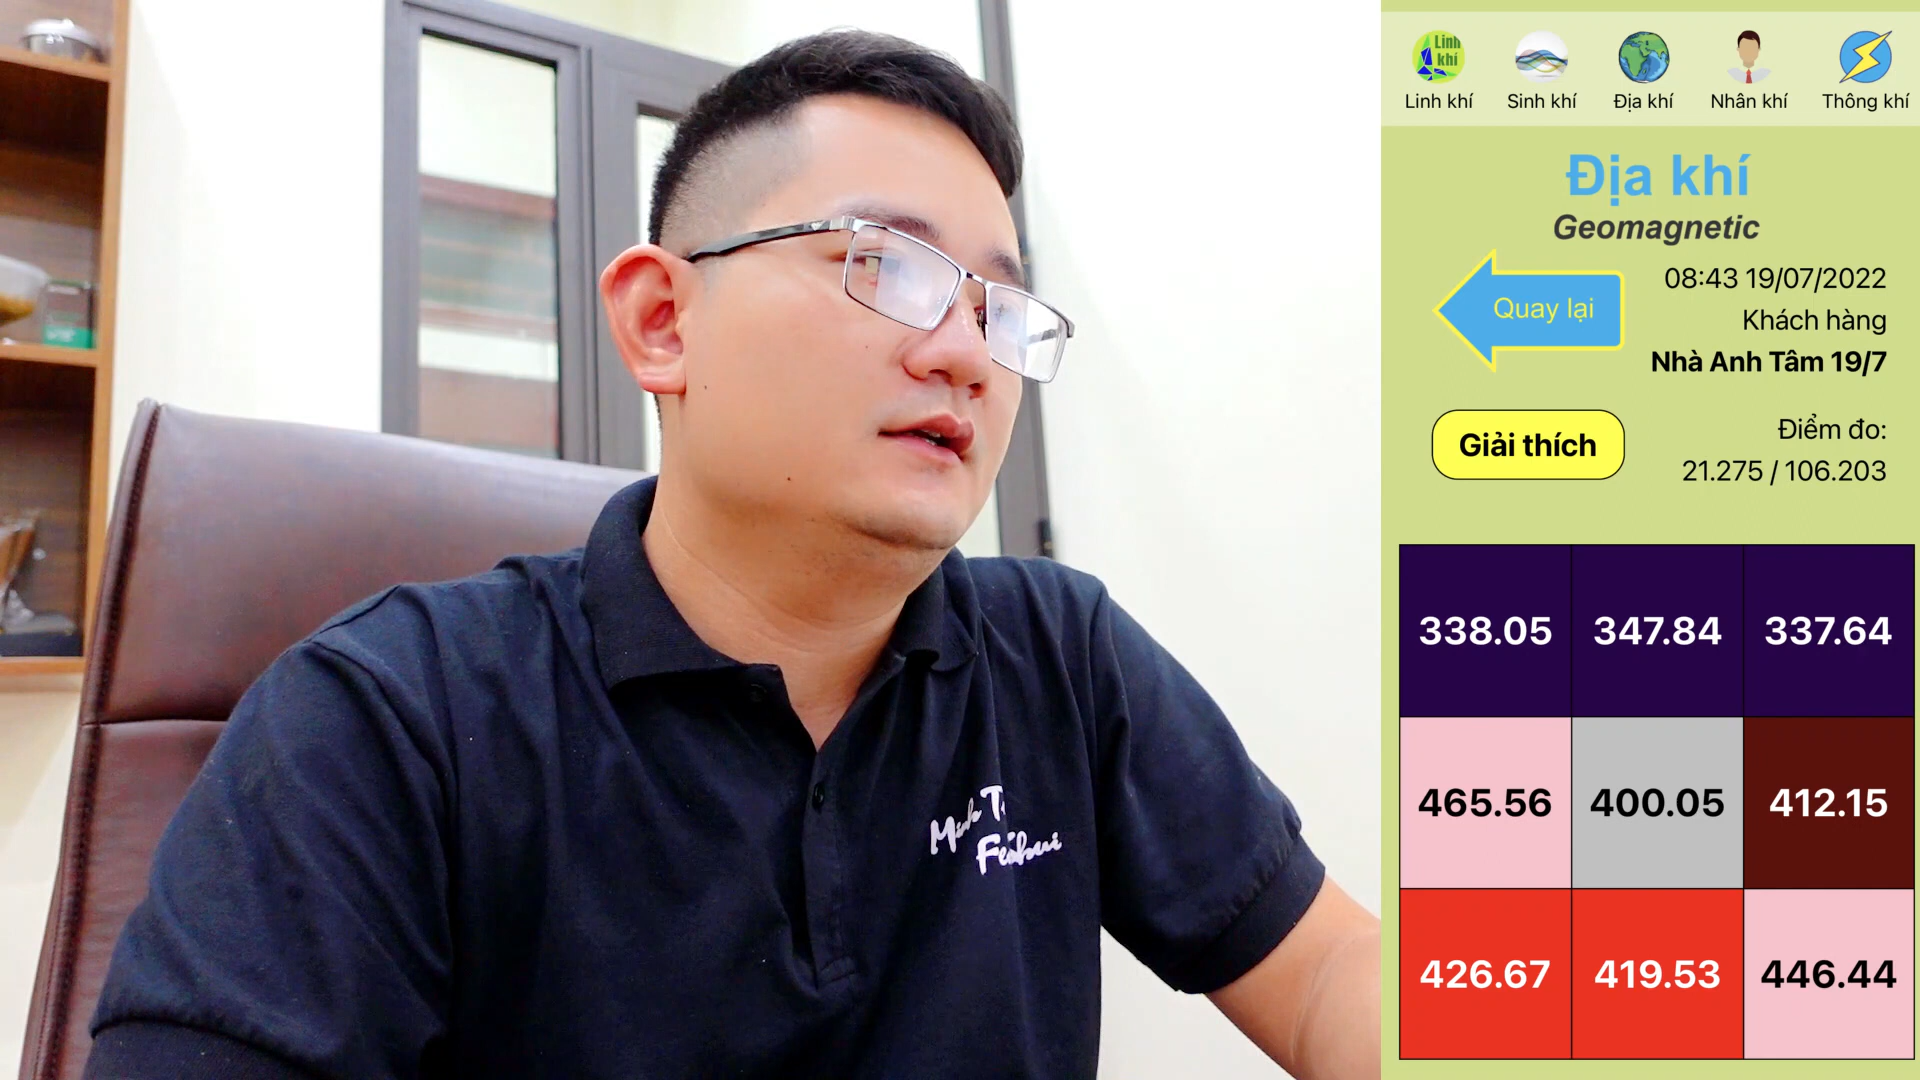 Linh
khí
Linh khí
Sinh khí
Địa khí
Nhân khí
Thông khí
Địa khí
Geomagnetic
Quay lại
08:43 19/07/2022
Khách hàng
Nhà Anh Tâm 19/7
Giải thích
Điểm đo:
21.275 / 106.203
338.05 347.84 337.64
465.56 400.05 412.15
426.67 419.53 446.44